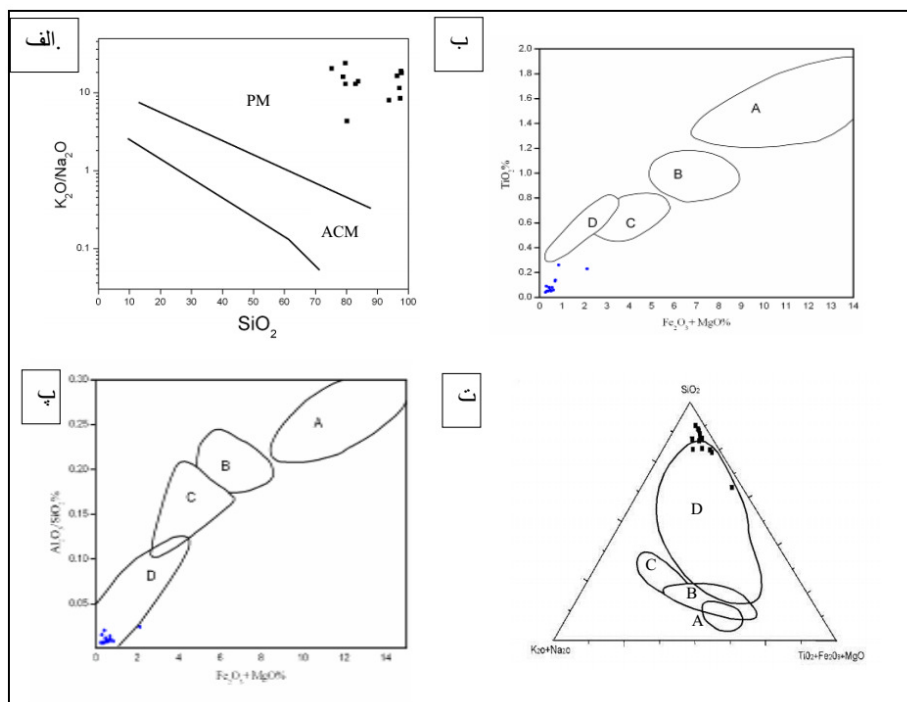 الف.
K₂O/Na₂O
10
1
0.1
PM
ACM
0 10 20 30 40 50 60 70 80 90 100
SiO₂
ب
TiO₂%
2.0
1.8
1.6
1.4
1.2
1.0
0.8
0.6
0.4
0.2
0.0
A
B
D
C
0 1 2 3 4 5 6 7 8 9 10 11 12 13 14
Fe₂O₃+MgO%
Al₂O₃/SiO₂%
0.30
0.25
0.20
0.15
0.10
0.05
A
B
C
D
0 2 4 6 8 10 12 14
Fe₂O₃+MgO%
ت
SiO₂
D
C
B
A
K₂O+Na₂O
TiO₂+Fe₂O₃+MgO